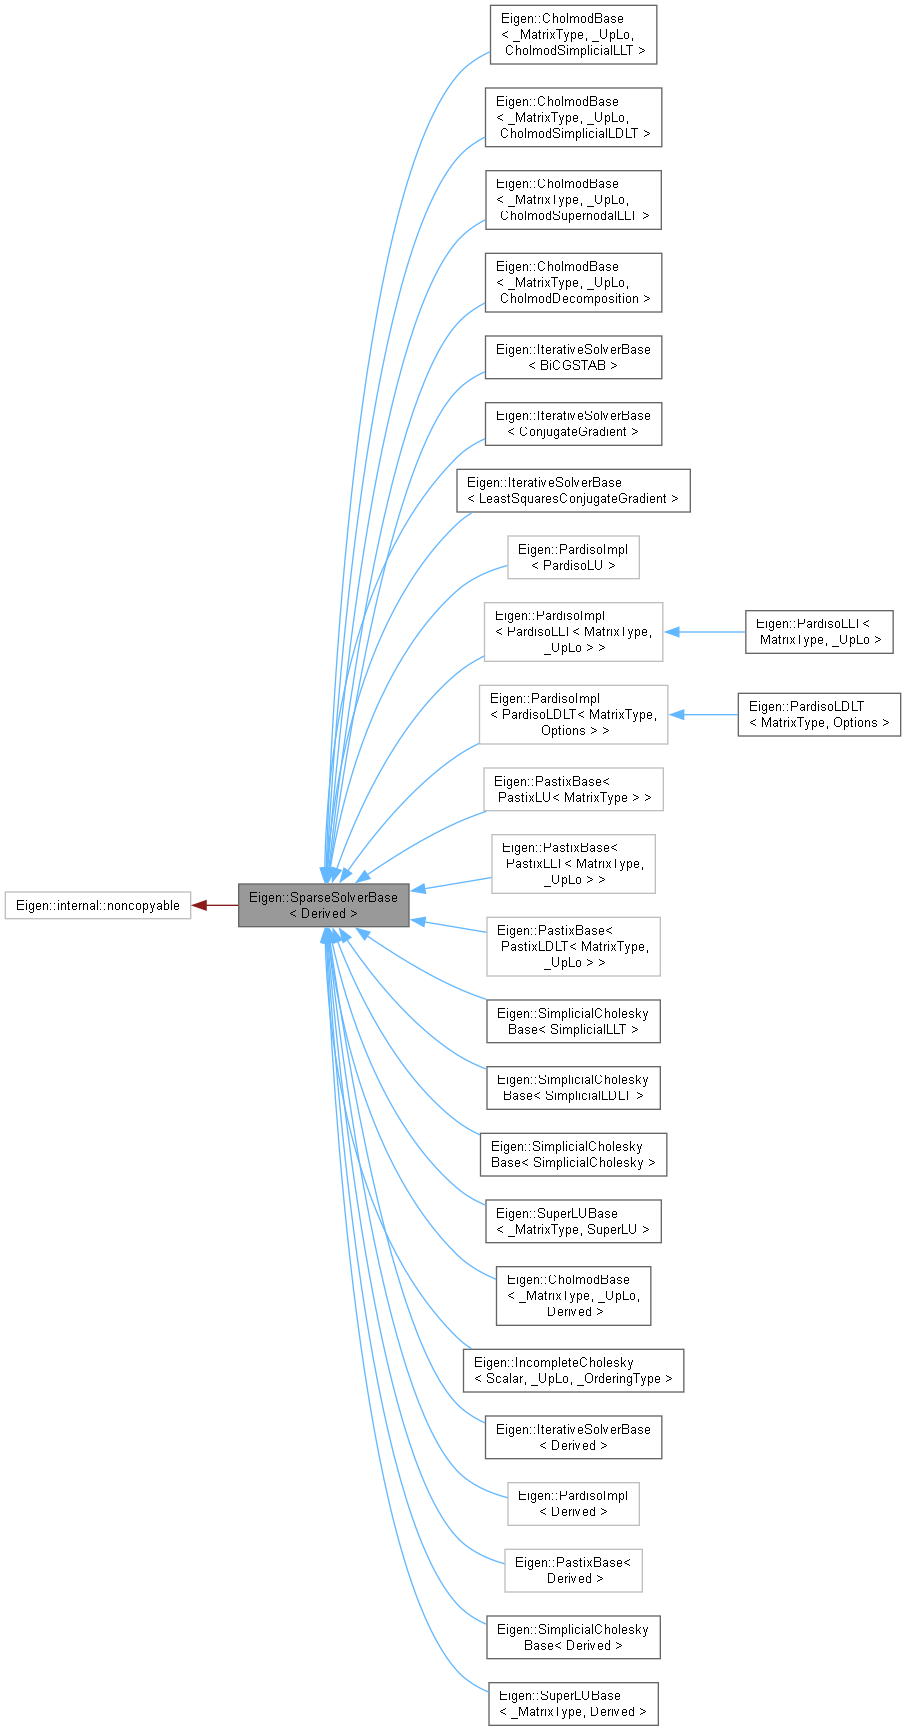 Eigen::CholmodBase
< _MatrixType, _UpLo,
CholmodSimplicialLLT >
Eigen::CholmodBase
< _MatrixType, _UpLo,
CholmodSimplicialLDLT >
Eigen::CholmodBase
< _MatrixType, _UpLo,
CholmodSupernodalLLT >
Eigen::CholmodBase
< _MatrixType, _UpLo,
CholmodDecomposition >
Eigen::IterativeSolverBase
< BiCGSTAB >
Eigen::IterativeSolverBase
< ConjugateGradient >
Eigen::IterativeSolverBase
< LeastSquaresConjugateGradient >
Eigen::PardisoImpl
< PardisoLU >
Eigen::PardisoImpl
< PardisoLLT < MatrixType,
_UpLo > >
Eigen::PardisoLLT <
MatrixType, _UpLo >
Eigen::PardisoImpl
< PardisoLDLT< MatrixType,
Options > >
Eigen::PardisoLDLT
< MatrixType, Options >
Eigen::PastixBase<
PastixLU< MatrixType > >
Eigen::PastixBase<
PastixLLT < MatrixType,
_UpLo > >
Eigen::internal::noncopyable
Eigen::SparseSolverBase
< Derived >
Eigen::PastixBase<
PastixLDLT< MatrixType,
_UpLo > >
Eigen::SimplicialCholesky
Base< SimplicialLLT >
Eigen::SimplicialCholesky
Base< SimplicialLDLT >
Eigen::SimplicialCholesky
Base< SimplicialCholesky >
Eigen::SuperLUBase
< _MatrixType, SuperLU >
Eigen::CholmodBase
< _MatrixType, _UpLo,
Derived >
Eigen::IncompleteCholesky
< Scalar, _UpLo, _OrderingType >
Eigen::IterativeSolverBase
< Derived >
Eigen::PardisoImpl
< Derived >
Eigen::PastixBase<
Derived >
Eigen::SimplicialCholesky
Base< Derived >
Eigen::SuperLUBase
< _MatrixType, Derived >